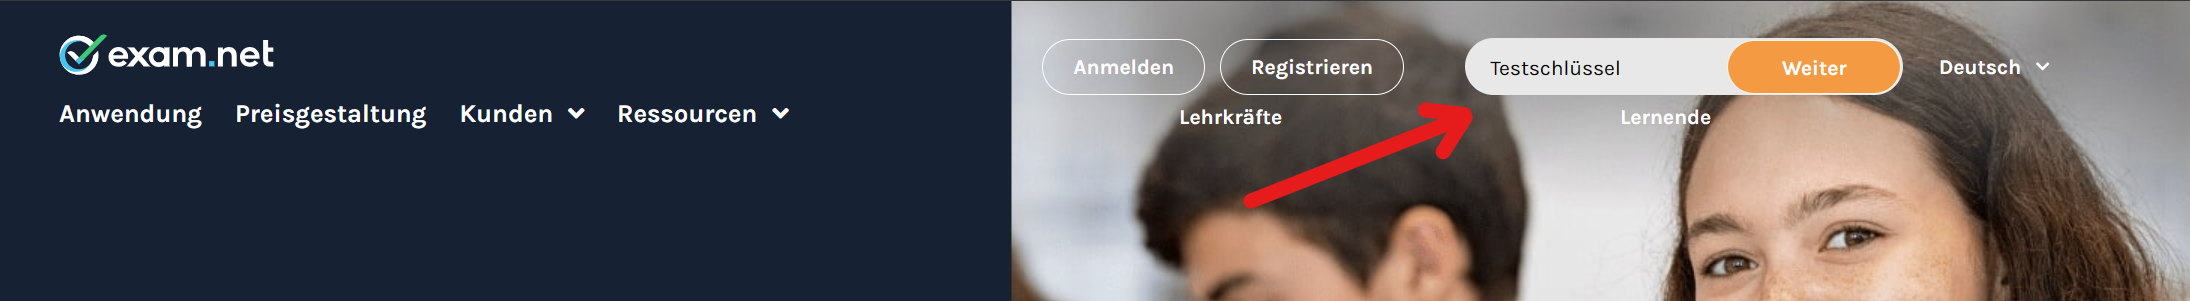 exam.net
Anwendung Preisgestaltung Kunden Ressourcen
Anmelden Registrieren Testschlüssel Weiter Deutsch
Lehrkräfte Lernende